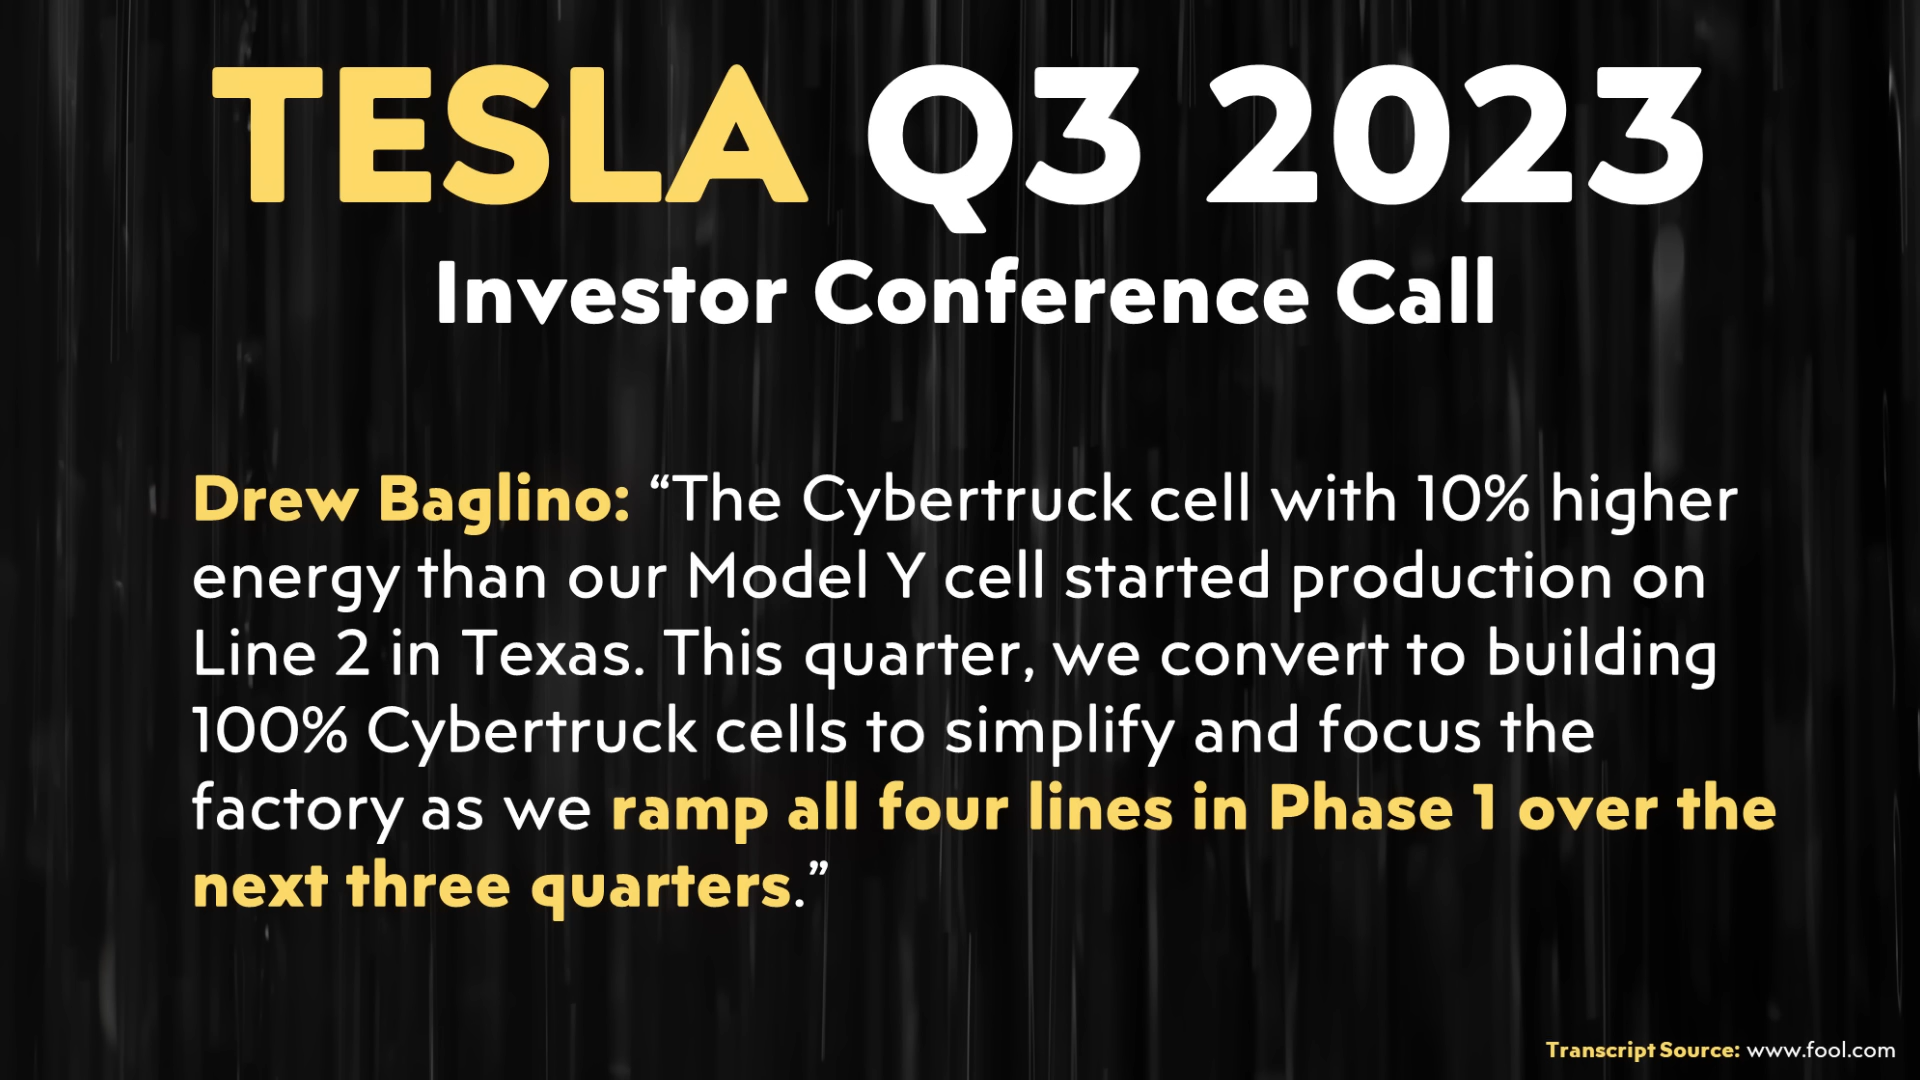 TESLA Q3 2023
Investor Conference Call
Drew Baglino: “The Cybertruck cell with 10% higher
energy than our Model Y cell started production on
Line 2 in Texas. This quarter, we convert to building
100% Cybertruck cells to simplify and focus the
factory as we ramp all four lines in Phase 1 over the
next three quarters.”
Transcript Source: www.fool.com